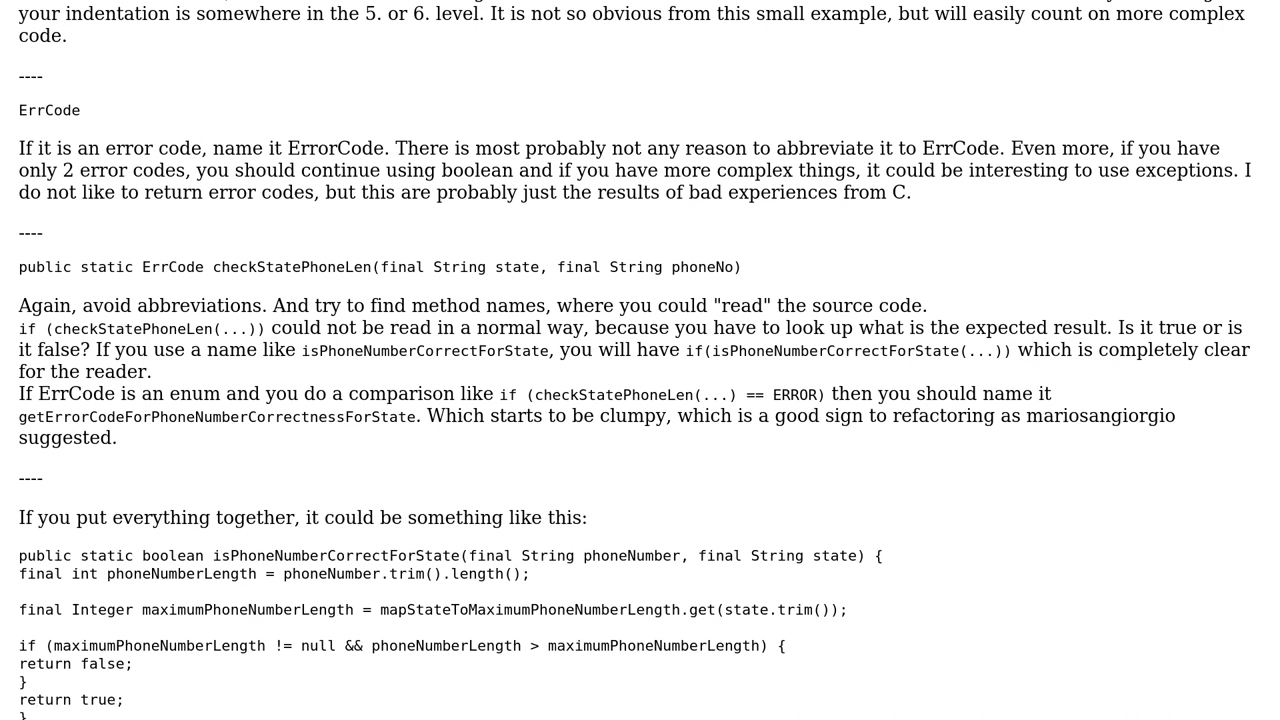 your indentation is somewhere in the 5. or 6. level. It is not so obvious from this small example, but will easily count on more complex
code.
----
ErrCode
If it is an error code, name it ErrorCode. There is most probably not any reason to abbreviate it to ErrCode. Even more, if you have
only 2 error codes, you should continue using boolean and if you have more complex things, it could be interesting to use exceptions. I
do not like to return error codes, but this are probably just the results of bad experiences from C.
----
public static ErrCode checkStatePhoneLen(final String state, final String phoneNo)
Again, avoid abbreviations. And try to find method names, where you could "read" the source code.
if (checkStatePhoneLen(...)) could not be read in a normal way, because you have to look up what is the expected result. Is it true or is
it false? If you use a name like isPhoneNumberCorrectForState, you will have if(isPhoneNumberCorrectForState(...)) which is completely clear
for the reader.
If ErrCode is an enum and you do a comparison like if (checkStatePhoneLen(...) == ERROR) then you should name it
getErrorCodeForPhoneNumberCorrectnessForState. Which starts to be clumpy, which is a good sign to refactoring as mariosangiorgio
suggested.
----
If you put everything together, it could be something like this:
public static boolean isPhoneNumberCorrectForState(final String phoneNumber, final String state) {
final int phoneNumberLength = phoneNumber.trim().length();
final Integer maximumPhoneNumberLength = mapStateToMaximumPhoneNumberLength.get(state.trim());
if (maximumPhoneNumberLength != null && phoneNumberLength > maximumPhoneNumberLength) {
return false;
}
return true;
}